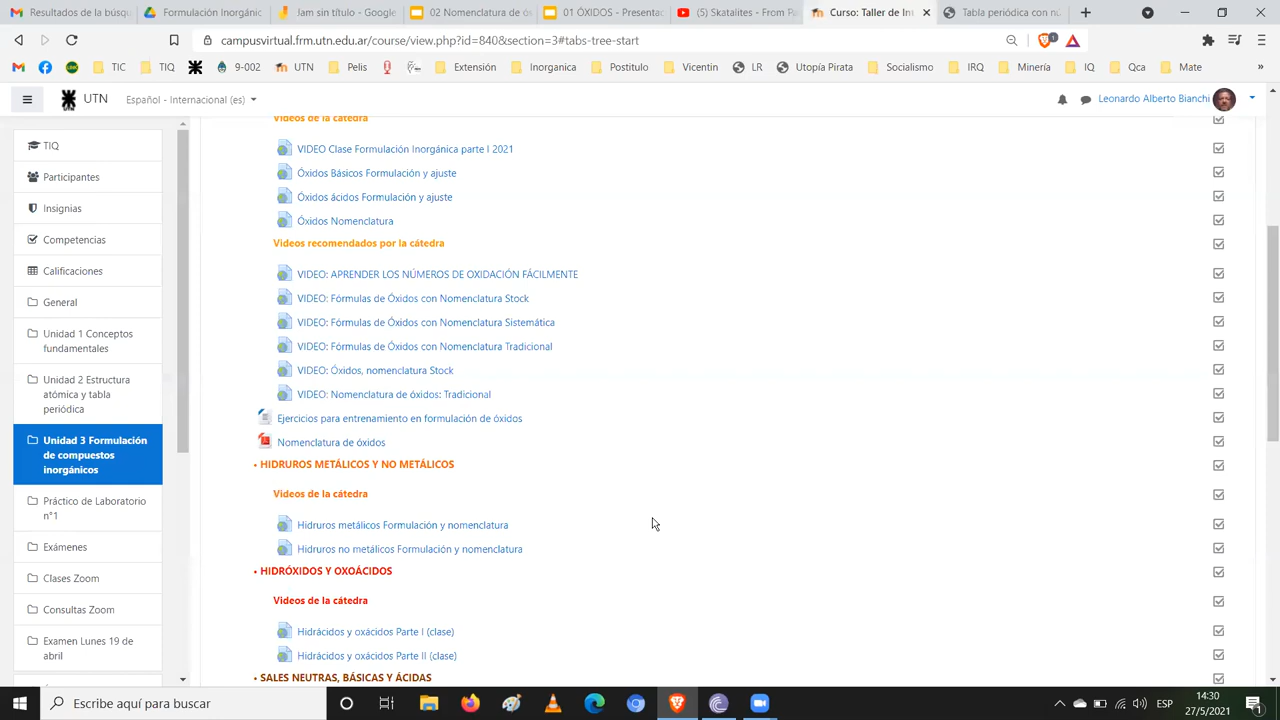 Resultados de la búsq
Formulación Inorgánic
Jam sin título - Google
02 Nomenclatura de óx
01 ÓXIDOS - Presentac
(5) Skatalites - From Pa
Curso: Taller de In
Tabla periódica con nú
campusvirtual.frm.utn.edu.ar/course/view.php?id=840&section=3#tabs-tree-start
1
TIC
TIQ
9-002
UTN
Pelis
Extensión
Inorganica
Postitulo
Vicentin
LR
Utopía Pirata
Socialismo
IRQ
Minería
IQ
Qca
Mate
»
UTN
Español - Internacional (es)
Leonardo Alberto Bianchi
TIQ
Participantes
Insignias
Competencias
Calificaciones
General
Unidad 1 Conceptos
fundamentales
Unidad 2 Estructura
atómica y tabla
periódica
Unidad 3 Formulación
de compuestos
inorgánicos
Práctico de Laboratorio
n°1
Exámenes
Clases Zoom
Consultas Zoom
Examen Lunes 19 de
abril
Videos de la cátedra
VIDEO Clase Formulación Inorgánica parte I 2021
Óxidos Básicos Formulación y ajuste
Óxidos ácidos Formulación y ajuste
Óxidos Nomenclatura
Videos recomendados por la cátedra
VIDEO: APRENDER LOS NÚMEROS DE OXIDACIÓN FÁCILMENTE
VIDEO: Fórmulas de Óxidos con Nomenclatura Stock
VIDEO: Fórmulas de Óxidos con Nomenclatura Sistemática
VIDEO: Fórmulas de Óxidos con Nomenclatura Tradicional
VIDEO: Óxidos, nomenclatura Stock
VIDEO: Nomenclatura de óxidos: Tradicional
Ejercicios para entrenamiento en formulación de óxidos
Nomenclatura de óxidos
• HIDRUROS METÁLICOS Y NO METÁLICOS
Videos de la cátedra
Hidruros metálicos Formulación y nomenclatura
Hidruros no metálicos Formulación y nomenclatura
• HIDRÓXIDOS Y OXOÁCIDOS
Videos de la cátedra
Hidrácidos y oxácidos Parte I (clase)
Hidrácidos y oxácidos Parte II (clase)
• SALES NEUTRAS, BÁSICAS Y ÁCIDAS
Escribe aquí para buscar
ESP
14:30
27/5/2021